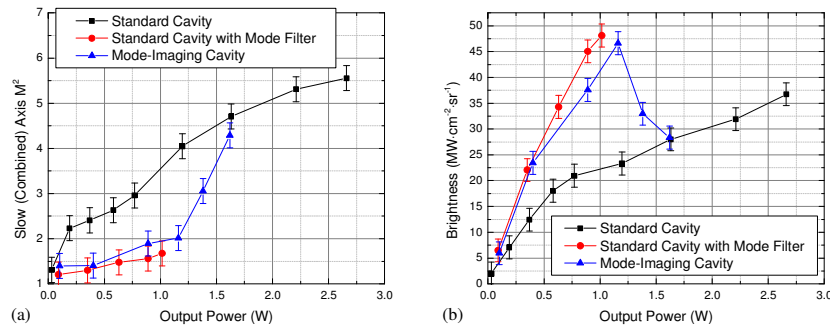 Standard Cavity
Standard Cavity with Mode Filter
Mode-Imaging Cavity
Slow (Combined) Axis M²
7
6
5
4
3
2
1
0.0 0.5 1.0 1.5 2.0 2.5 3.0
Output Power (W)
(a)
Brightness (MW·cm⁻²·sr⁻¹)
50
45
40
35
30
25
20
15
10
5
0
Standard Cavity
Standard Cavity with Mode Filter
Mode-Imaging Cavity
0.0 0.5 1.0 1.5 2.0 2.5 3.0
Output Power (W)
(b)